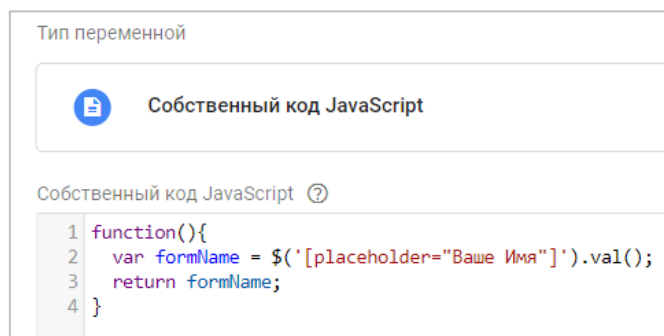 Тип переменной
Собственный код JavaScript
Собственный код JavaScript ?
1 function(){
2 var formName = $('[placeholder="Ваше Имя"]').val();
3 return formName;
4 }